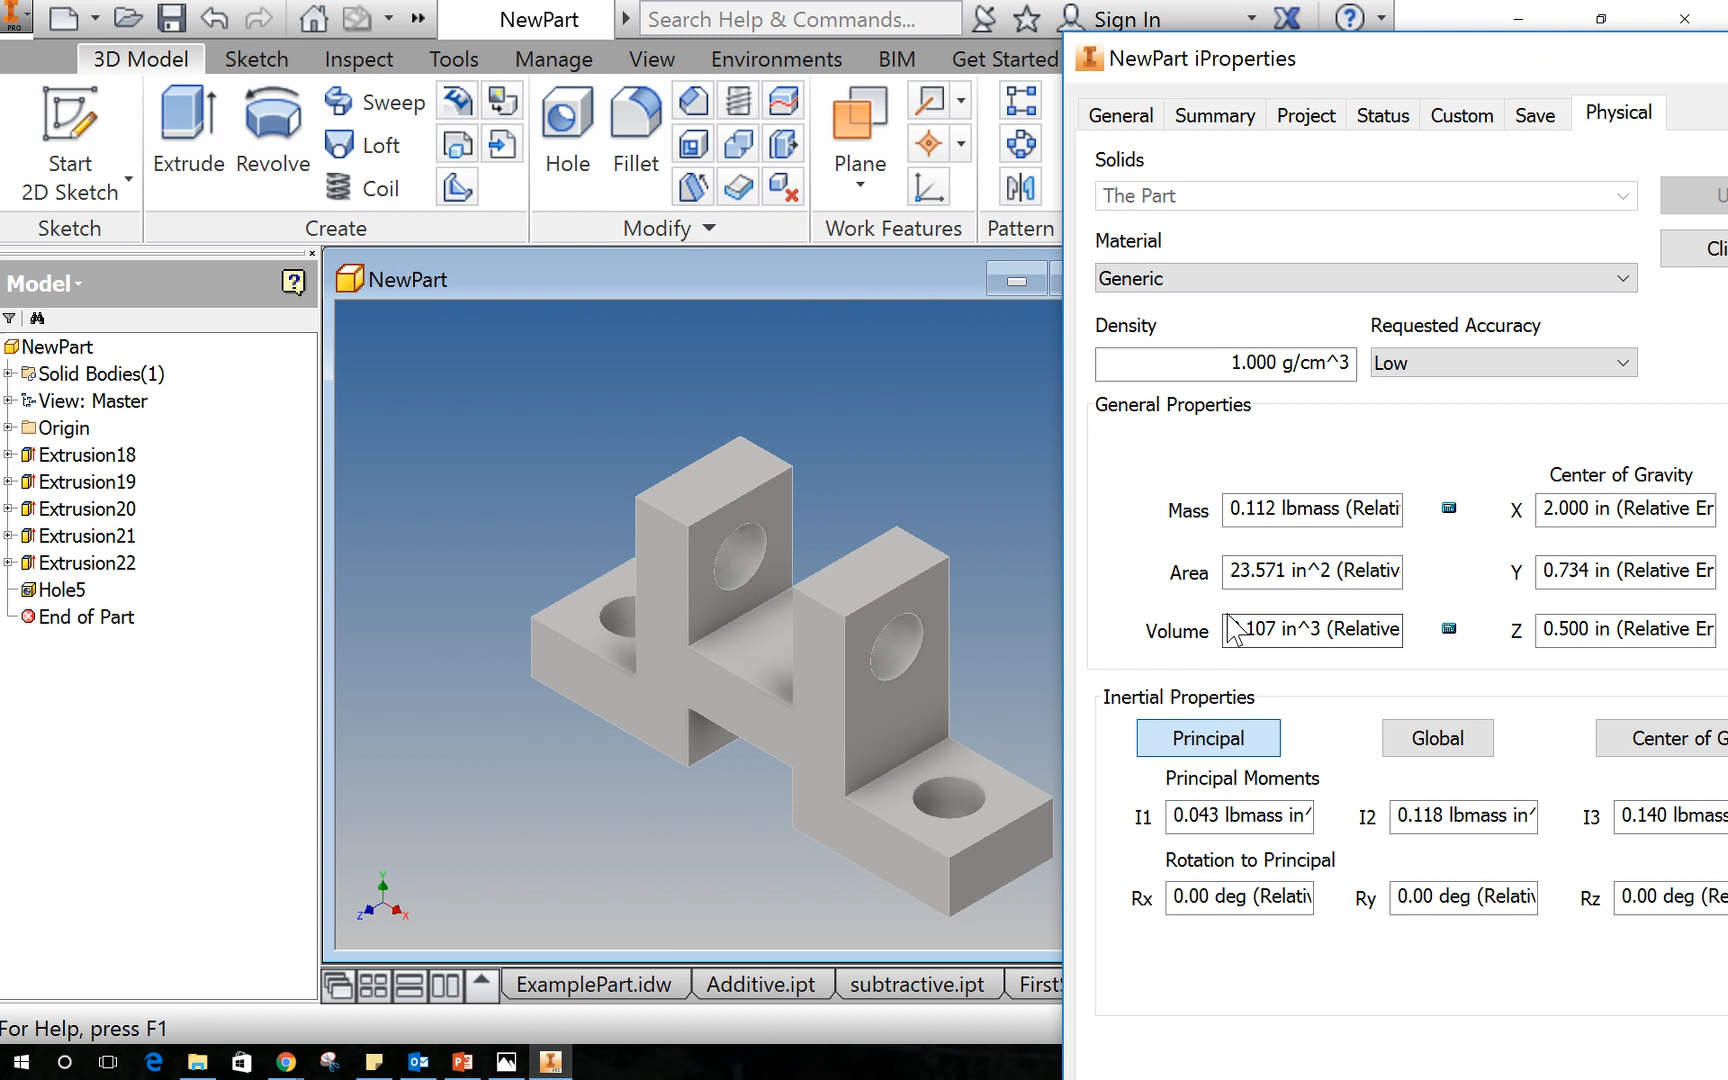 PRO
NewPart
Search Help & Commands...
Sign In
3D Model
Sketch
Inspect
Tools
Manage
View
Environments
BIM
Get Started
Start
2D Sketch
Extrude
Revolve
Sweep
Loft
Coil
Hole
Fillet
Plane
Sketch
Create
Modify
Work Features
Pattern
Model
NewPart
Solid Bodies(1)
View: Master
Origin
Extrusion18
Extrusion19
Extrusion20
Extrusion21
Extrusion22
Hole5
End of Part
NewPart
Y
Z
X
ExamplePart.idw
Additive.ipt
subtractive.ipt
First
For Help, press F1
NewPart iProperties
General
Summary
Project
Status
Custom
Save
Physical
Solids
The Part
U
Material
Cli
Generic
Density
Requested Accuracy
1.000 g/cm^3
Low
General Properties
Center of Gravity
Mass
0.112 lbmass (Relati
X
2.000 in (Relative Er
Area
23.571 in^2 (Relativ
Y
0.734 in (Relative Er
Volume
107 in^3 (Relative
Z
0.500 in (Relative Er
Inertial Properties
Principal
Global
Center of G
Principal Moments
I1
0.043 lbmass in^
I2
0.118 lbmass in^
I3
0.140 lbmass
Rotation to Principal
Rx
0.00 deg (Relativ
Ry
0.00 deg (Relativ
Rz
0.00 deg (Re